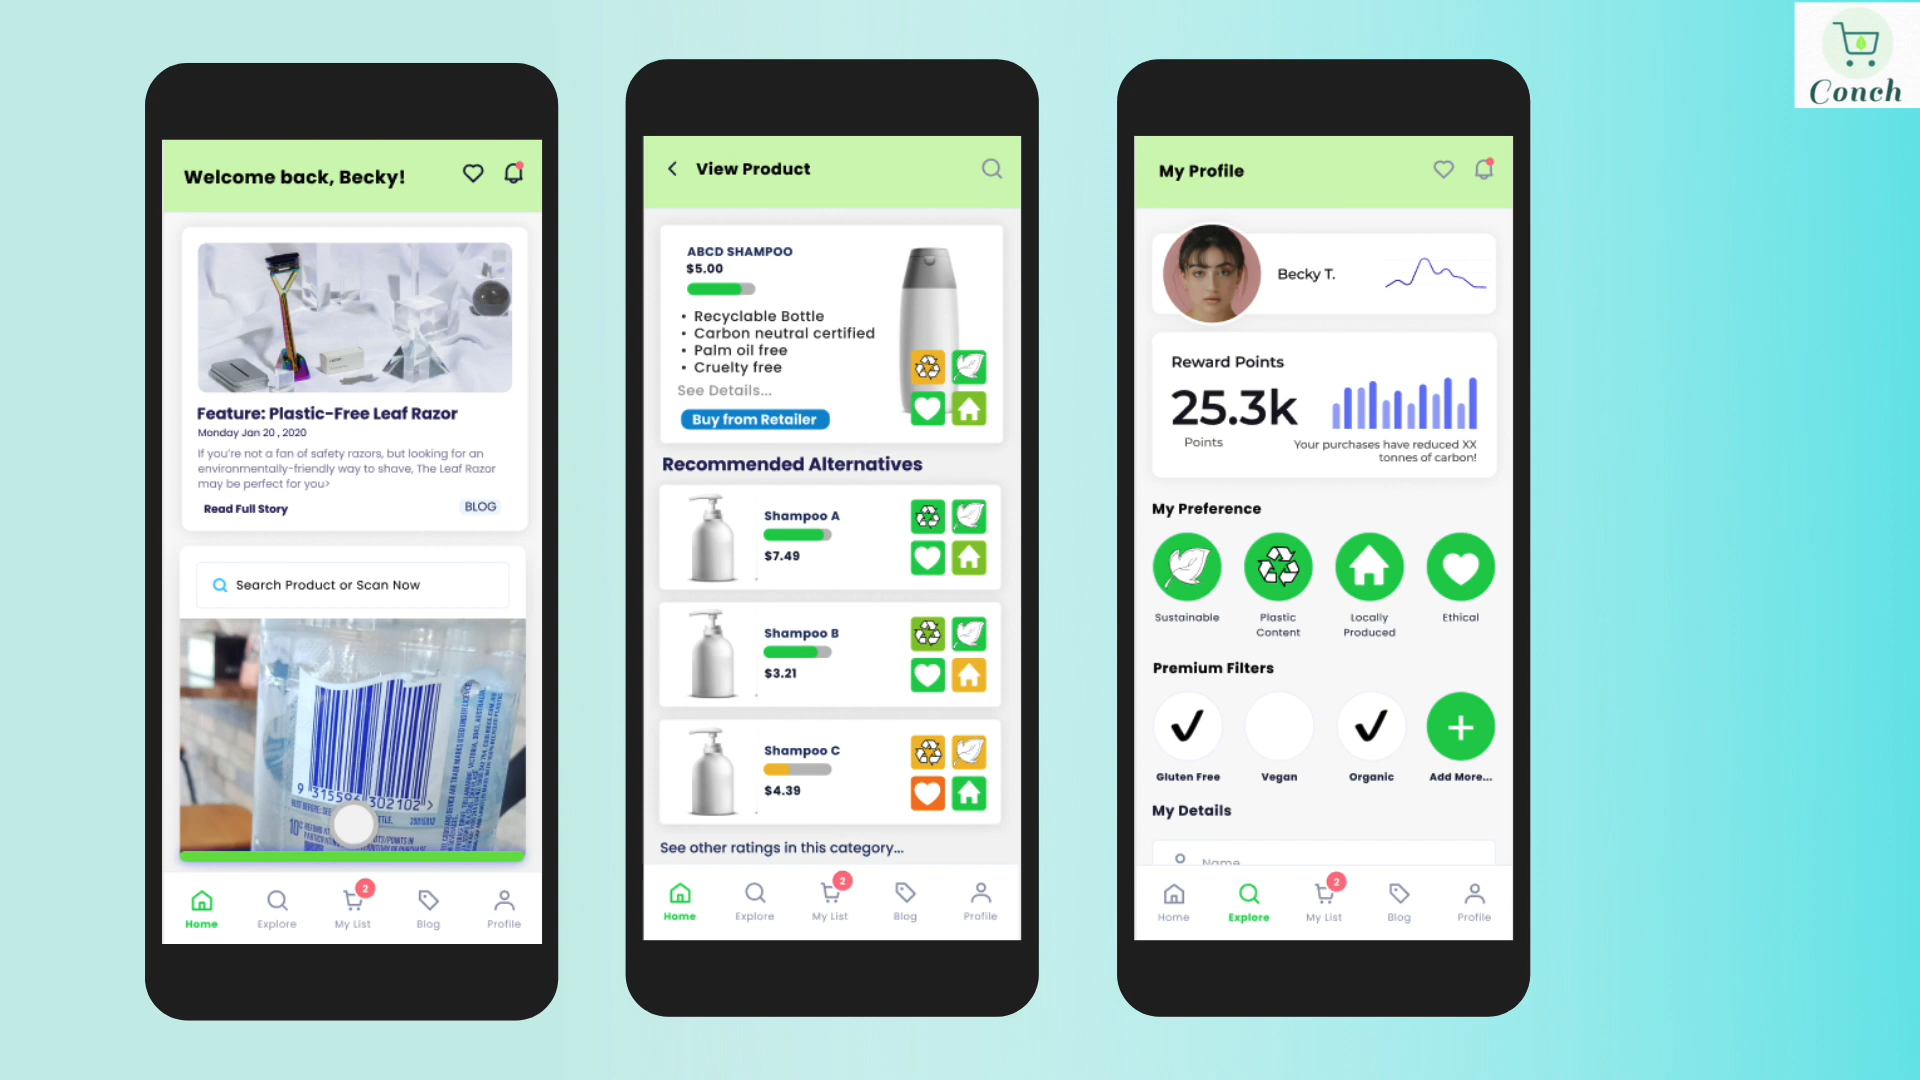 Conch
Welcome back, Becky!
Feature: Plastic-Free Leaf Razor
Monday Jan 20 , 2020
If you're not a fan of safety razors, but looking for an
environmentally-friendly way to shave, The Leaf Razor
may be perfect for you>
Read Full Story
BLOG
Search Product or Scan Now
9 315596 302102 >
10¢
Home
Explore
2
My List
Blog
Profile
View Product
ABCD SHAMPOO
$5.00
• Recyclable Bottle
• Carbon neutral certified
• Palm oil free
• Cruelty free
See Details...
Buy from Retailer
Recommended Alternatives
Shampoo A
$7.49
Shampoo B
$3.21
Shampoo C
$4.39
See other ratings in this category...
Home
Explore
2
My List
Blog
Profile
My Profile
Becky T.
Reward Points
25.3k
Points
Your purchases have reduced XX
tonnes of carbon!
My Preference
Sustainable
Plastic
Content
Locally
Produced
Ethical
Premium Filters
Gluten Free
Vegan
Organic
Add More...
My Details
Name
Home
Explore
2
My List
Blog
Profile